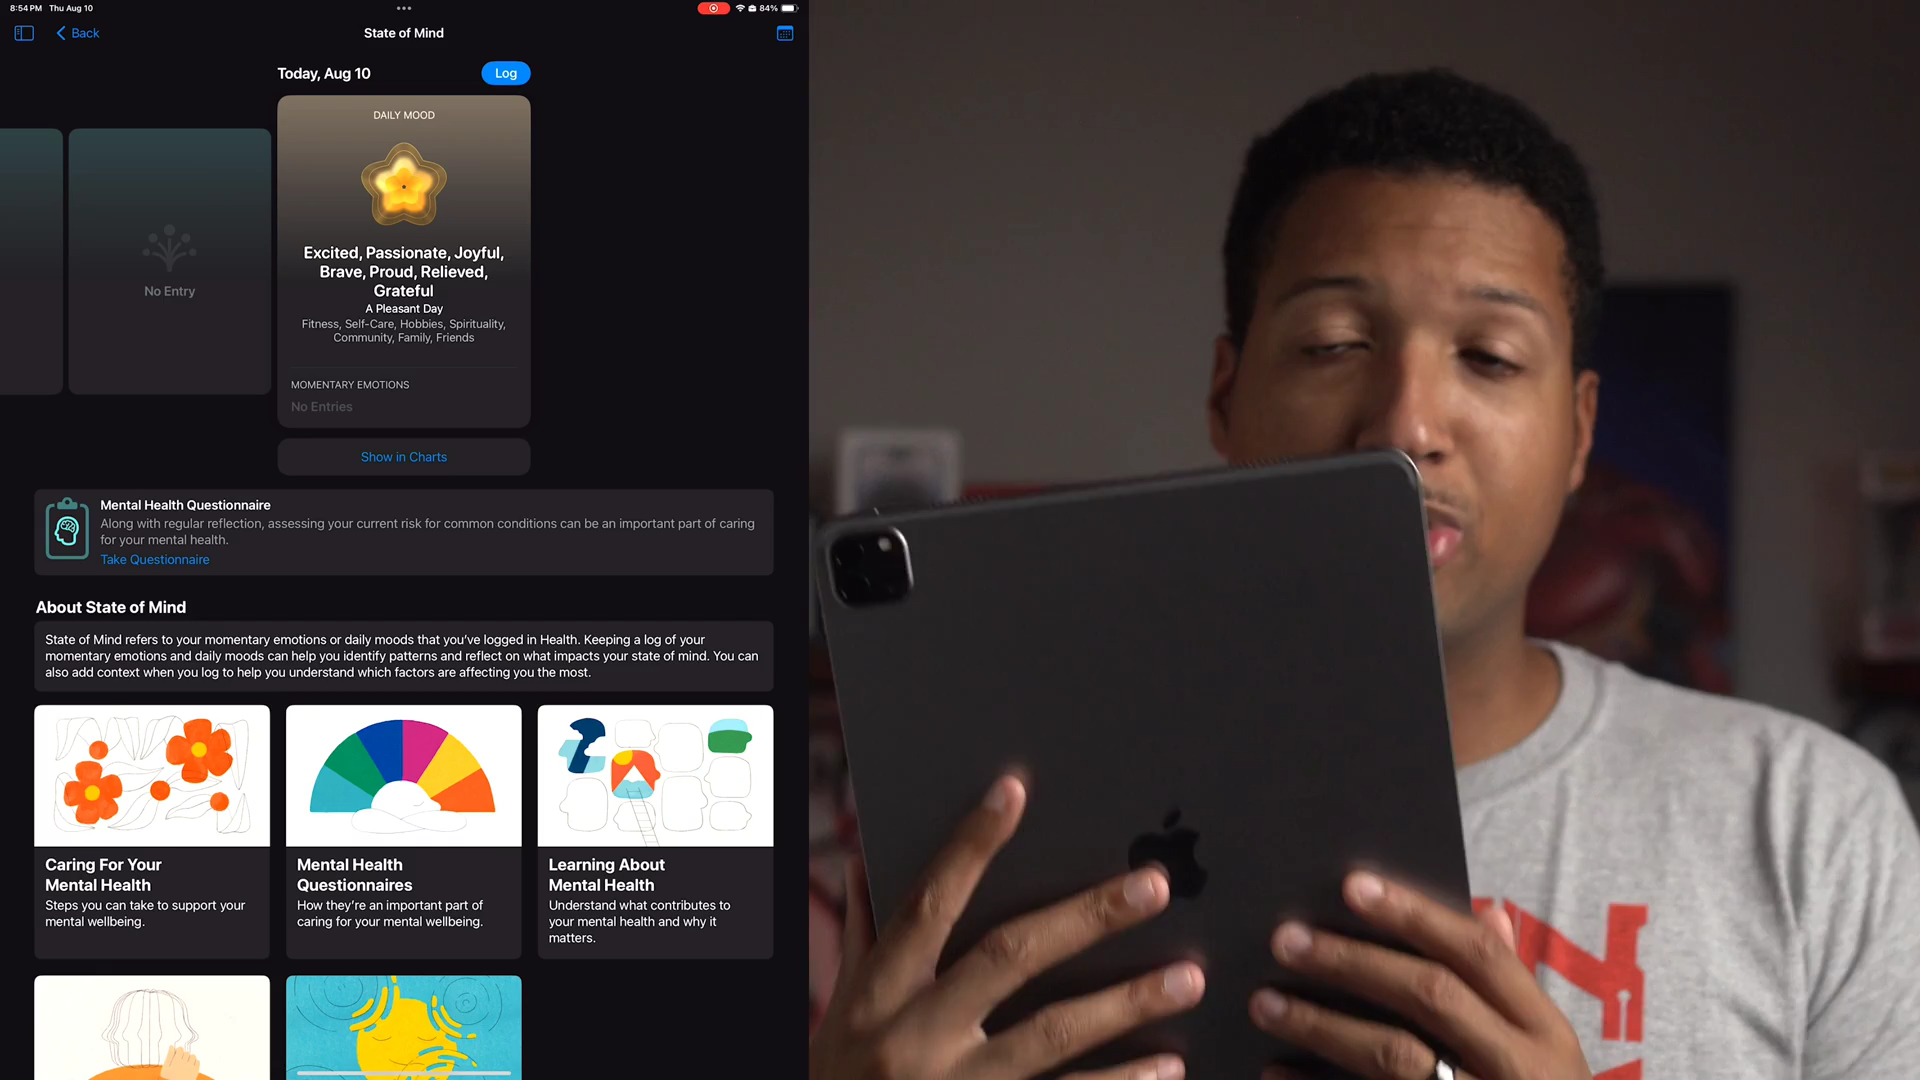 8:54 PM Thu Aug 10
84%
Back
State of Mind
Today, Aug 10
Log
DAILY MOOD
Excited, Passionate, Joyful,
Brave, Proud, Relieved,
Grateful
A Pleasant Day
Fitness, Self-Care, Hobbies, Spirituality,
Community, Family, Friends
MOMENTARY EMOTIONS
No Entries
No Entry
Show in Charts
Mental Health Questionnaire
Along with regular reflection, assessing your current risk for common conditions can be an important part of caring
for your mental health.
Take Questionnaire
About State of Mind
State of Mind refers to your momentary emotions or daily moods that you've logged in Health. Keeping a log of your
momentary emotions and daily moods can help you identify patterns and reflect on what impacts your state of mind. You can
also add context when you log to help you understand which factors are affecting you the most.
Caring For Your
Mental Health
Steps you can take to support your
mental wellbeing.
Mental Health
Questionnaires
How they're an important part of
caring for your mental wellbeing.
Learning About
Mental Health
Understand what contributes to
your mental health and why it
matters.